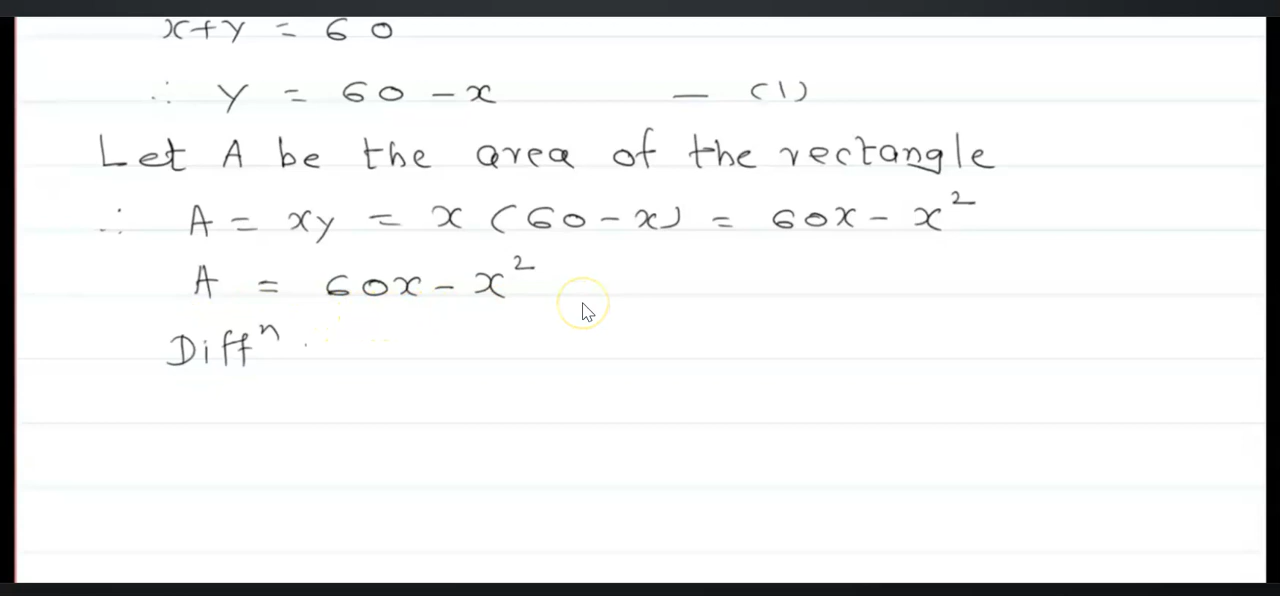 x+y = 60
∴ y = 60 - x — (1)
Let A be the area of the rectangle
∴ A = xy = x (60 - x) = 60x - x²
A = 60x - x²
Diffⁿ .